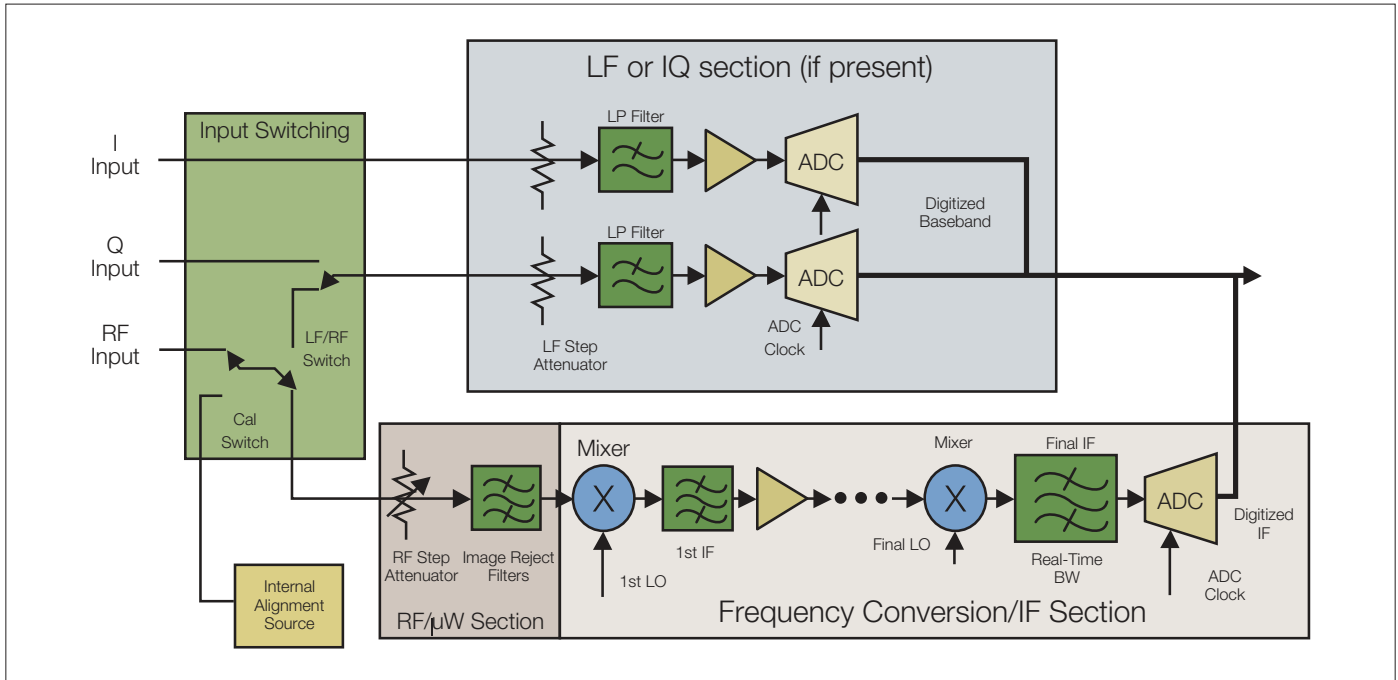 LF or IQ section (if present)
Input Switching
I
Input
LP Filter
ADC
Digitized
Baseband
Q
Input
LP Filter
ADC
RF
Input
LF/RF
Switch
LF Step
Attenuator
ADC
Clock
Cal
Switch
Mixer
Mixer
Final IF
X
X
ADC
RF Step
Attenuator
Image Reject
Filters
1st IF
1st LO
Final LO
Real-Time
BW
Digitized
IF
ADC
Clock
Internal
Alignment
Source
RF/µW Section
Frequency Conversion/IF Section